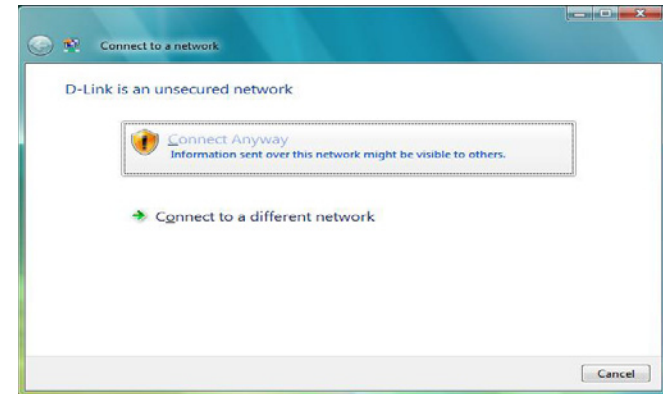 Connect to a network
D-Link is an unsecured network
Connect Anyway
Information sent over this network might be visible to others.
Connect to a different network
Cancel